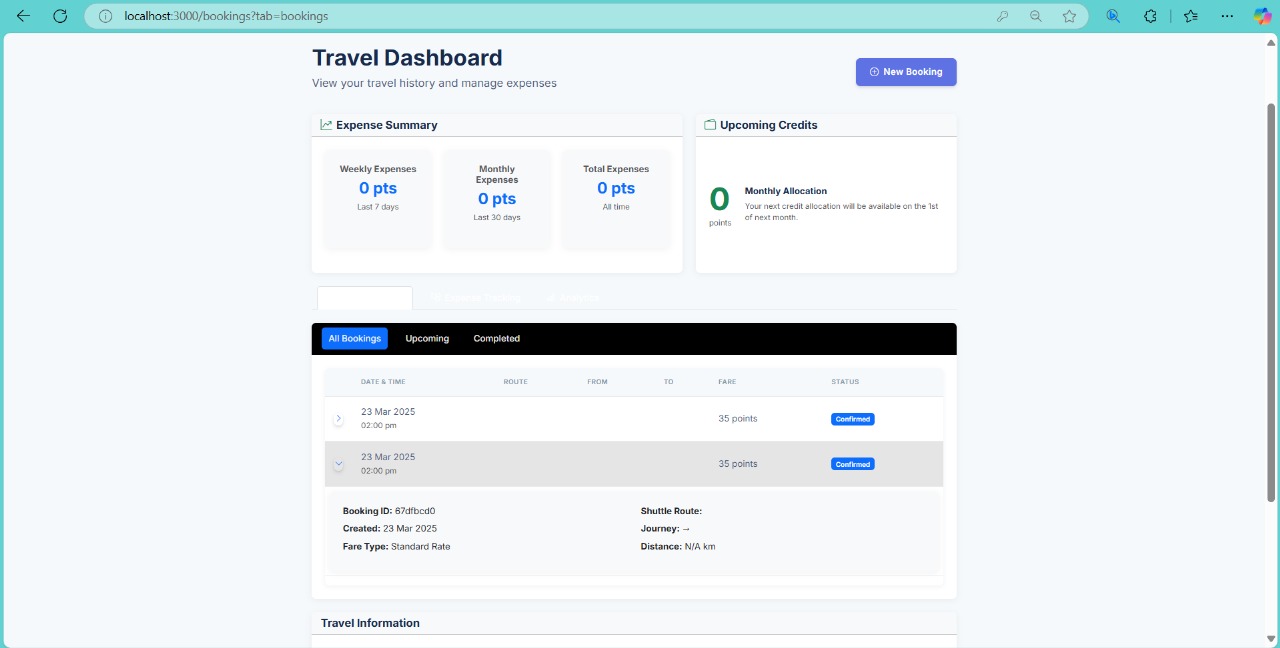 localhost:3000/bookings?tab=bookings
Travel Dashboard
View your travel history and manage expenses
New Booking
Expense Summary
Weekly Expenses
0 pts
Last 7 days
Monthly
Expenses
0 pts
Last 30 days
Total Expenses
0 pts
All time
Upcoming Credits
0
points
Monthly Allocation
Your next credit allocation will be available on the 1st
of next month.
Expense Tracking
Analytics
All Bookings
Upcoming
Completed
DATE & TIME ROUTE FROM TO FARE STATUS
23 Mar 2025
02:00 pm
35 points
Confirmed
23 Mar 2025
02:00 pm
35 points
Confirmed
Booking ID: 67dfbcd0
Created: 23 Mar 2025
Fare Type: Standard Rate
Shuttle Route:
Journey: →
Distance: N/A km
Travel Information